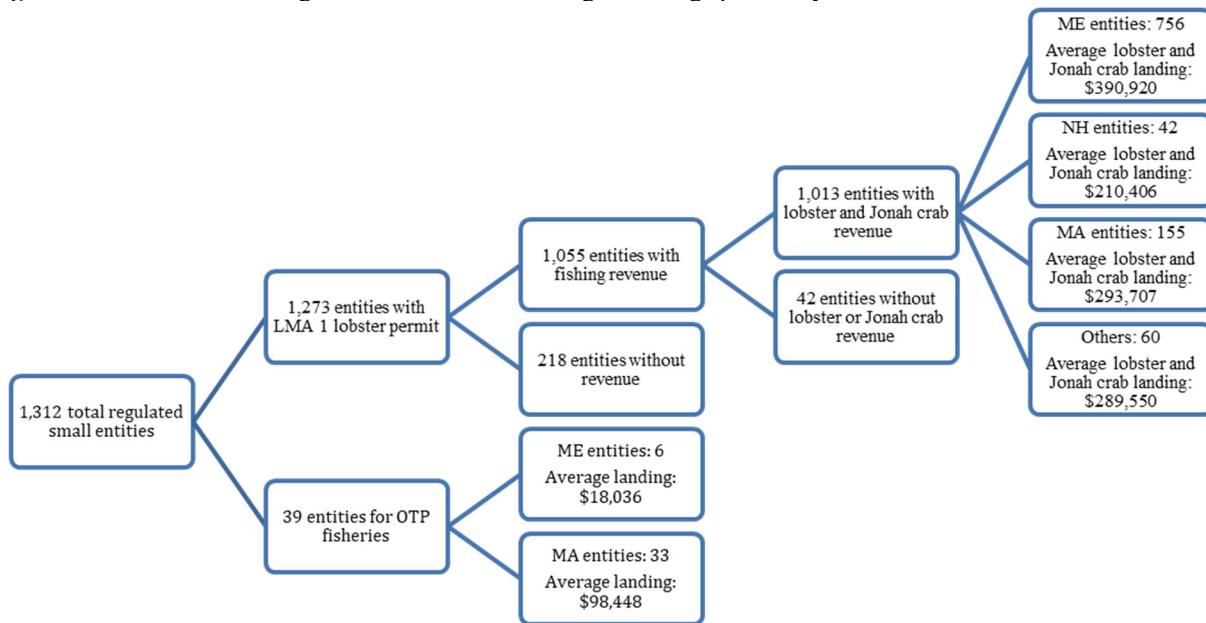 1,312 total regulated
small entities
1,273 entities with
LMA 1 lobster permit
39 entities for OTP
fisheries
1,055 entities with
fishing revenue
218 entities without
revenue
ME entities: 6
Average landing:
$18,036
MA entities: 33
Average landing:
$98,448
1,013 entities with
lobster and Jonah crab
revenue
42 entities without
lobster or Jonah crab
revenue
ME entities: 756
Average lobster and
Jonah crab landing:
$390,920
NH entities: 42
Average lobster and
Jonah crab landing:
$210,406
MA entities: 155
Average lobster and
Jonah crab landing:
$293,707
Others: 60
Average lobster and
Jonah crab landing:
$289,550